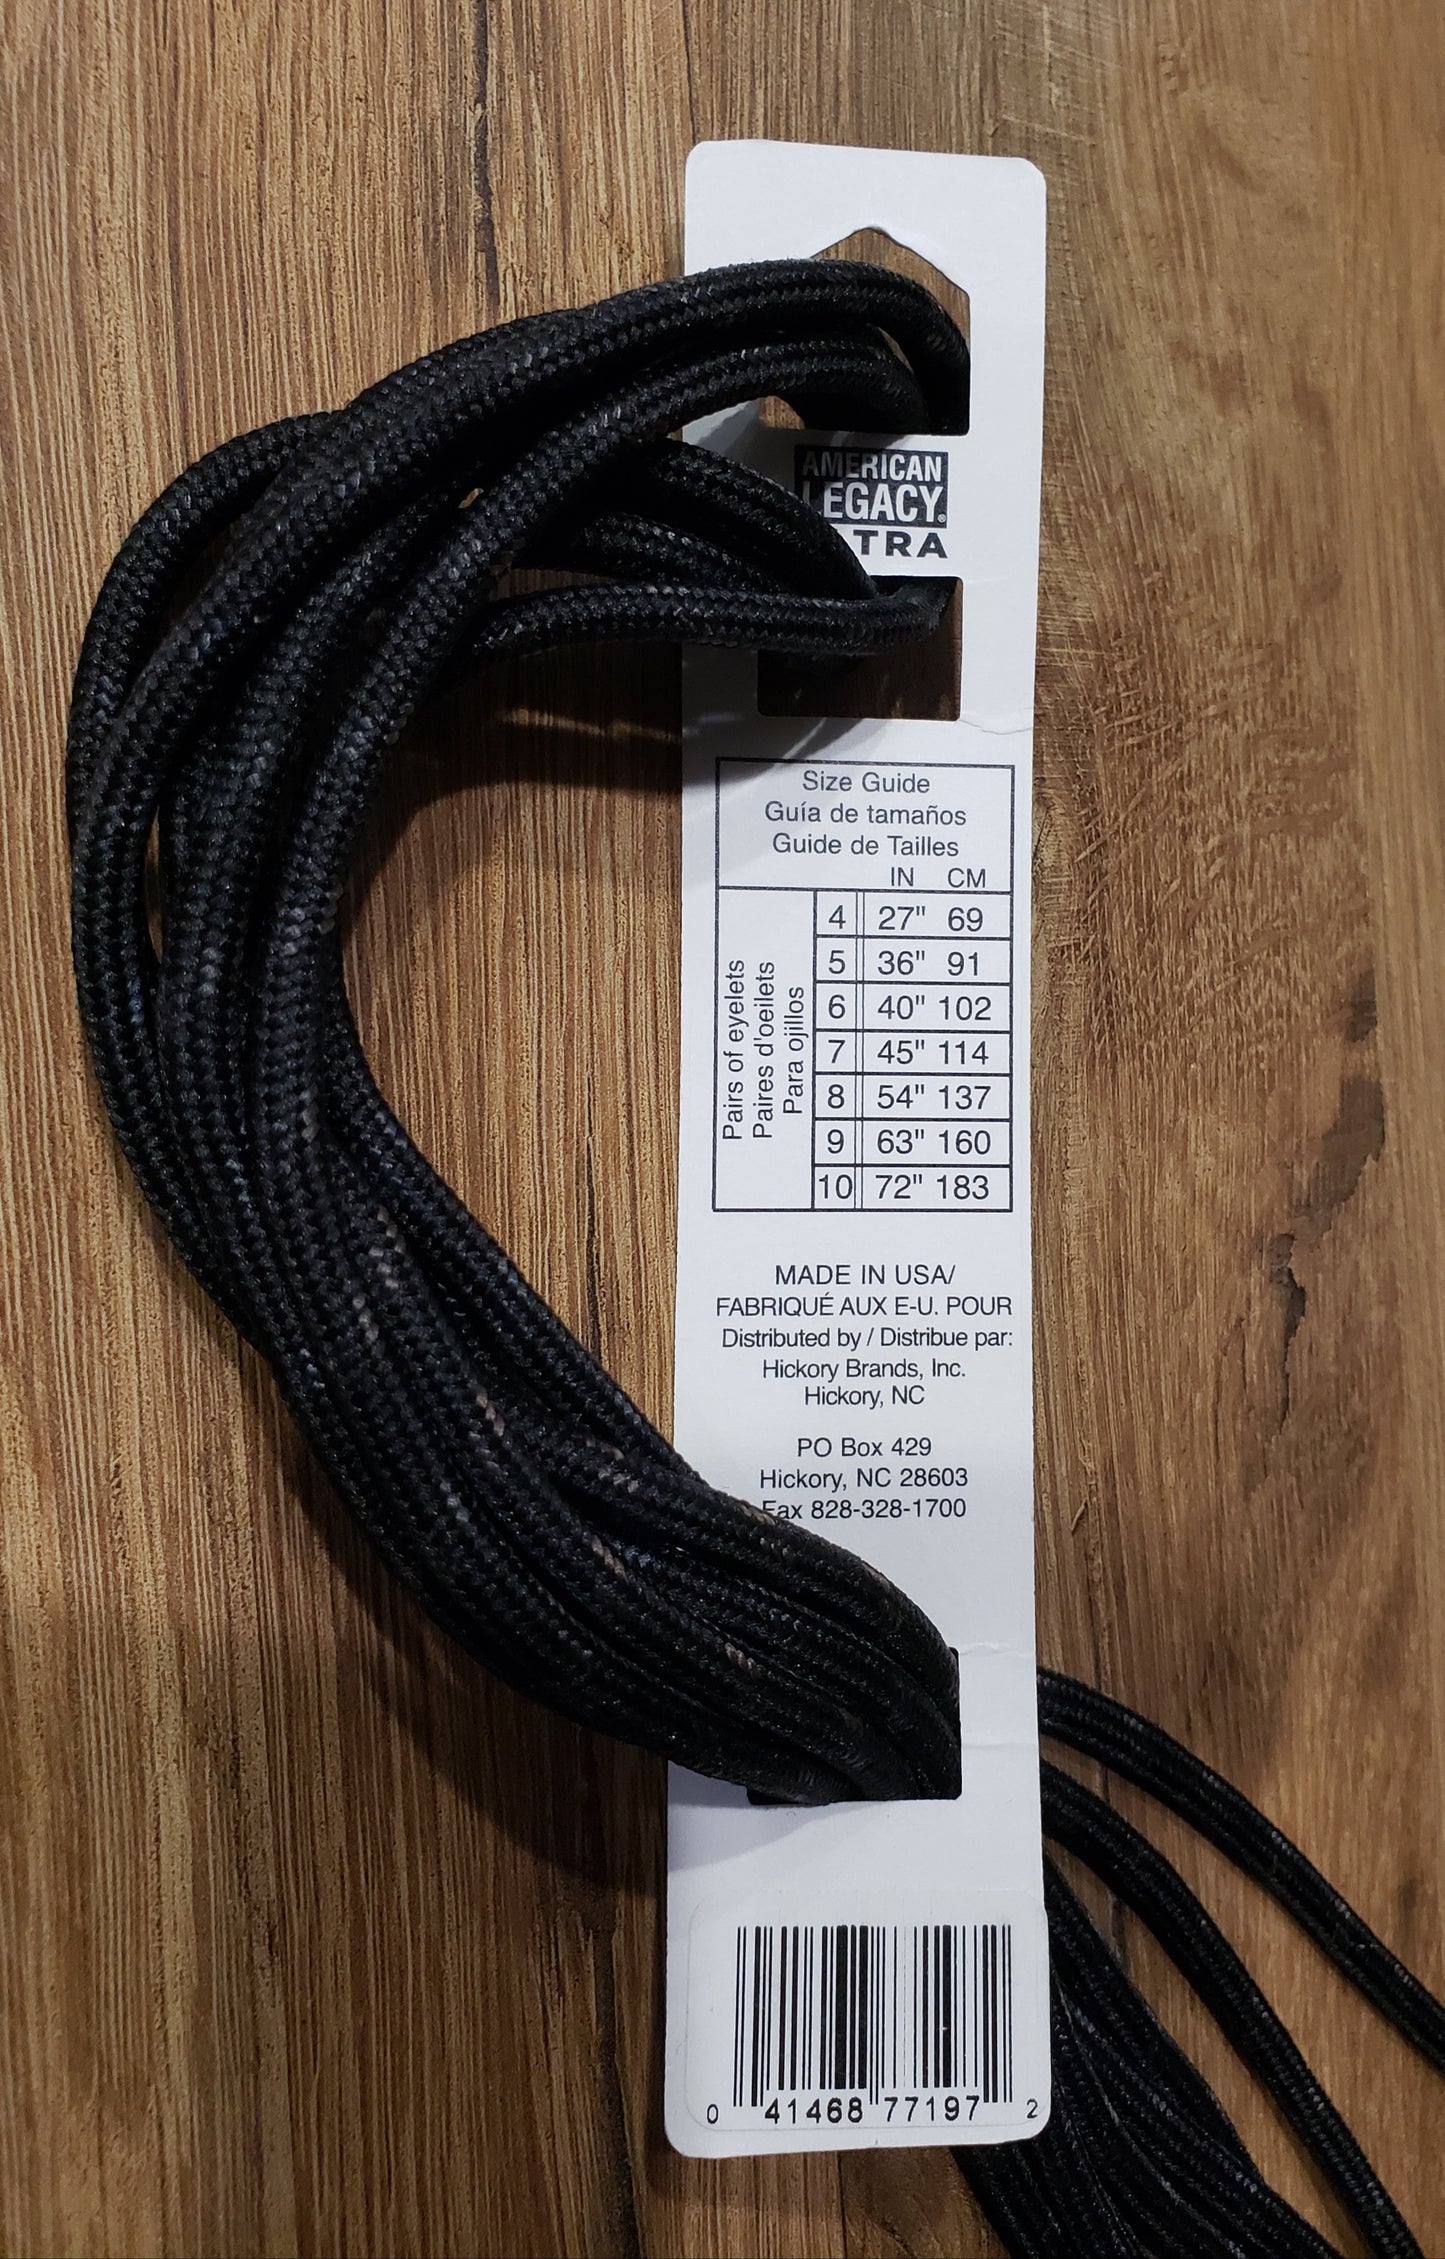 AMERICAN
LEGACY®
TRA
Size Guide
Guía de tamaños
Guide de Tailles
IN CM
Pairs of eyelets
Paires d'oeilets
Para ojillos
4 27" 69
5 36" 91
6 40" 102
7 45" 114
8 54" 137
9 63" 160
10 72" 183
MADE IN USA/
FABRIQUÉ AUX E-U. POUR
Distributed by / Distribue par:
Hickory Brands, Inc.
Hickory, NC
PO Box 429
Hickory, NC 28603
Fax 828-328-1700
0 41468 77197 2